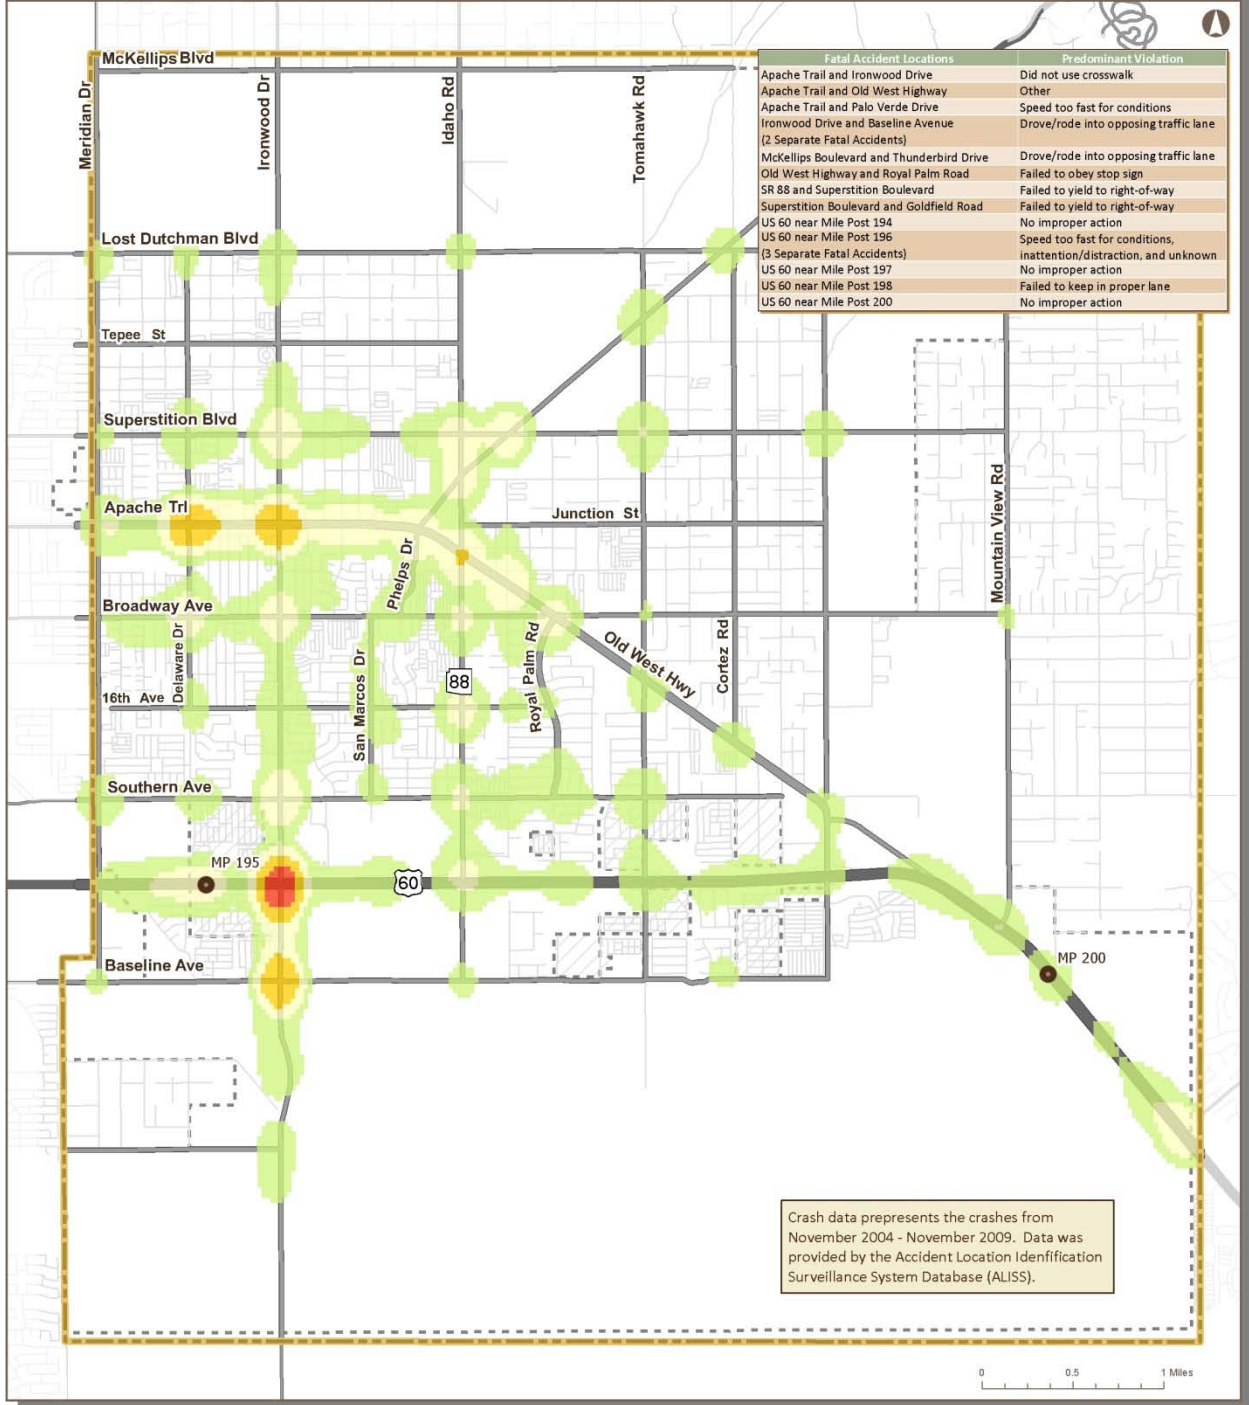 McKellips Blvd
Meridian Dr
Ironwood Dr
Idaho Rd
Tomahawk Rd
Fatal Accident Locations Predominant Violation
Apache Trail and Ironwood Drive Did not use crosswalk
Apache Trail and Old West Highway Other
Apache Trail and Palo Verde Drive Speed too fast for conditions
Ironwood Drive and Baseline Avenue Drove/rode into opposing traffic lane
(2 Separate Fatal Accidents)
McKellips Boulevard and Thunderbird Drive Drove/rode into opposing traffic lane
Old West Highway and Royal Palm Road Failed to obey stop sign
SR 88 and Superstition Boulevard Failed to yield to right-of-way
Superstition Boulevard and Goldfield Road Failed to yield to right-of-way
US 60 near Mile Post 194 No improper action
US 60 near Mile Post 196 Speed too fast for conditions,
(3 Separate Fatal Accidents) inattention/distraction, and unknown
US 60 near Mile Post 197 No improper action
US 60 near Mile Post 198 Failed to keep in proper lane
US 60 near Mile Post 200 No improper action
Lost Dutchman Blvd
Tepee St
Superstition Blvd
Apache Trl
Junction St
Mountain View Rd
Phelps Dr
Broadway Ave
Delaware Dr
Royal Palm Rd
Old West Hwy
Cortez Rd
88
16th Ave
San Marcos Dr
Southern Ave
MP 195
60
Baseline Ave
MP 200
Crash data prepresents the crashes from
November 2004 - November 2009. Data was
provided by the Accident Location Idenfification
Surveillance System Database (ALISS).
0 0.5 1 Miles